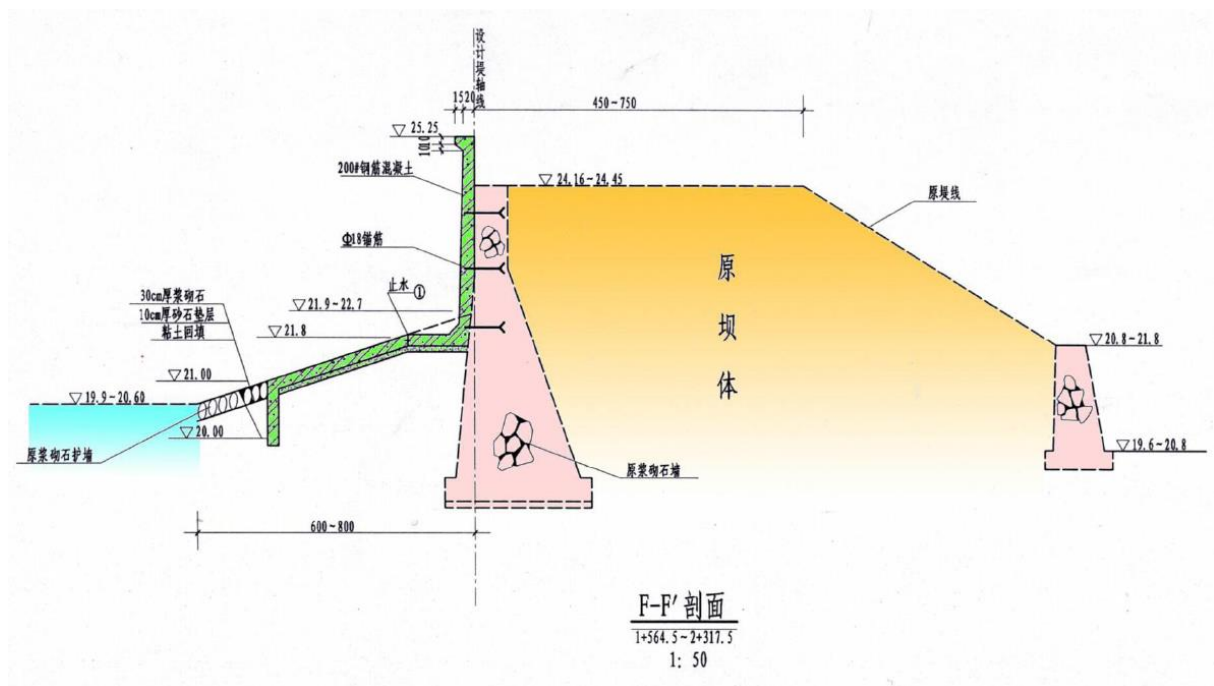 设计堤轴线
1520
450~750
▽25.25
1010
200#钢筋混凝土
▽24.16~24.45
原堤线
Φ18锚筋
原坝体
止水①
30cm厚浆砌石
10cm厚砂石垫层
粘土回填
▽21.9~22.7
▽21.8
▽20.8~21.8
▽21.00
▽19.9~20.60
▽20.00
▽19.6~20.8
原浆砌石护墙
原浆砌石墙
600~800
F-F′剖面
1+564.5~2+317.5
1: 50